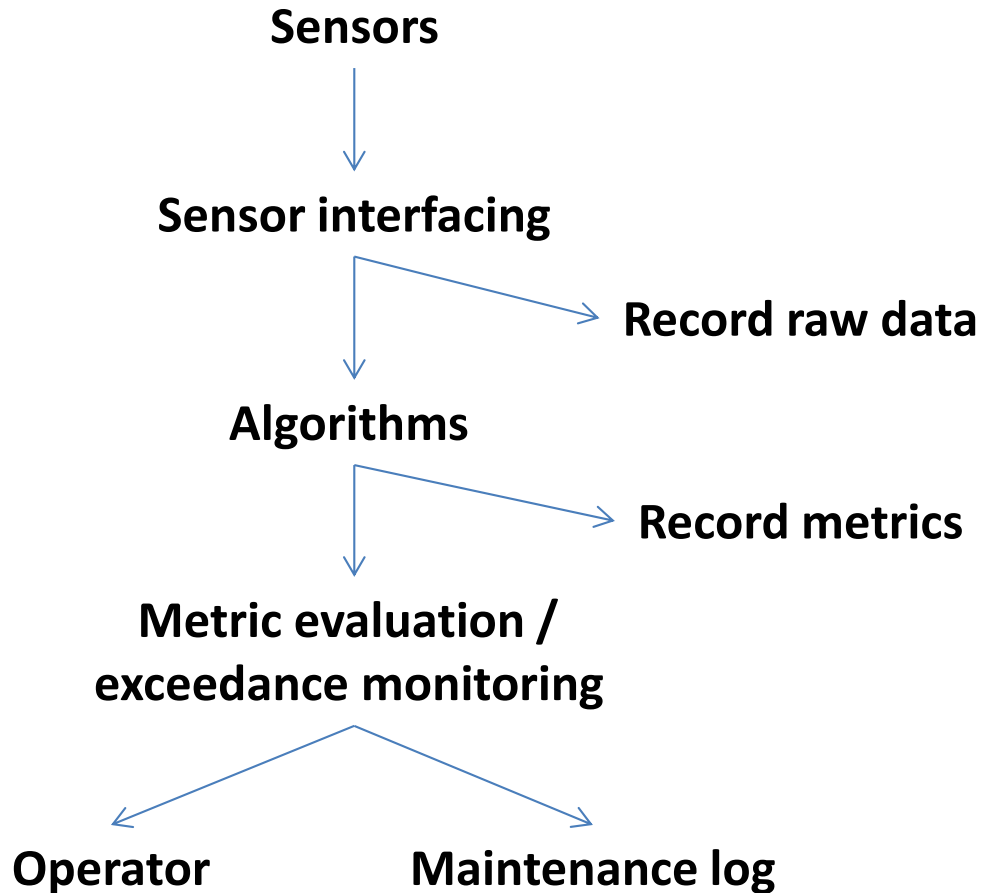 Sensors
Sensor interfacing
Record raw data
Algorithms
Record metrics
Metric evaluation /
exceedance monitoring
Operator
Maintenance log